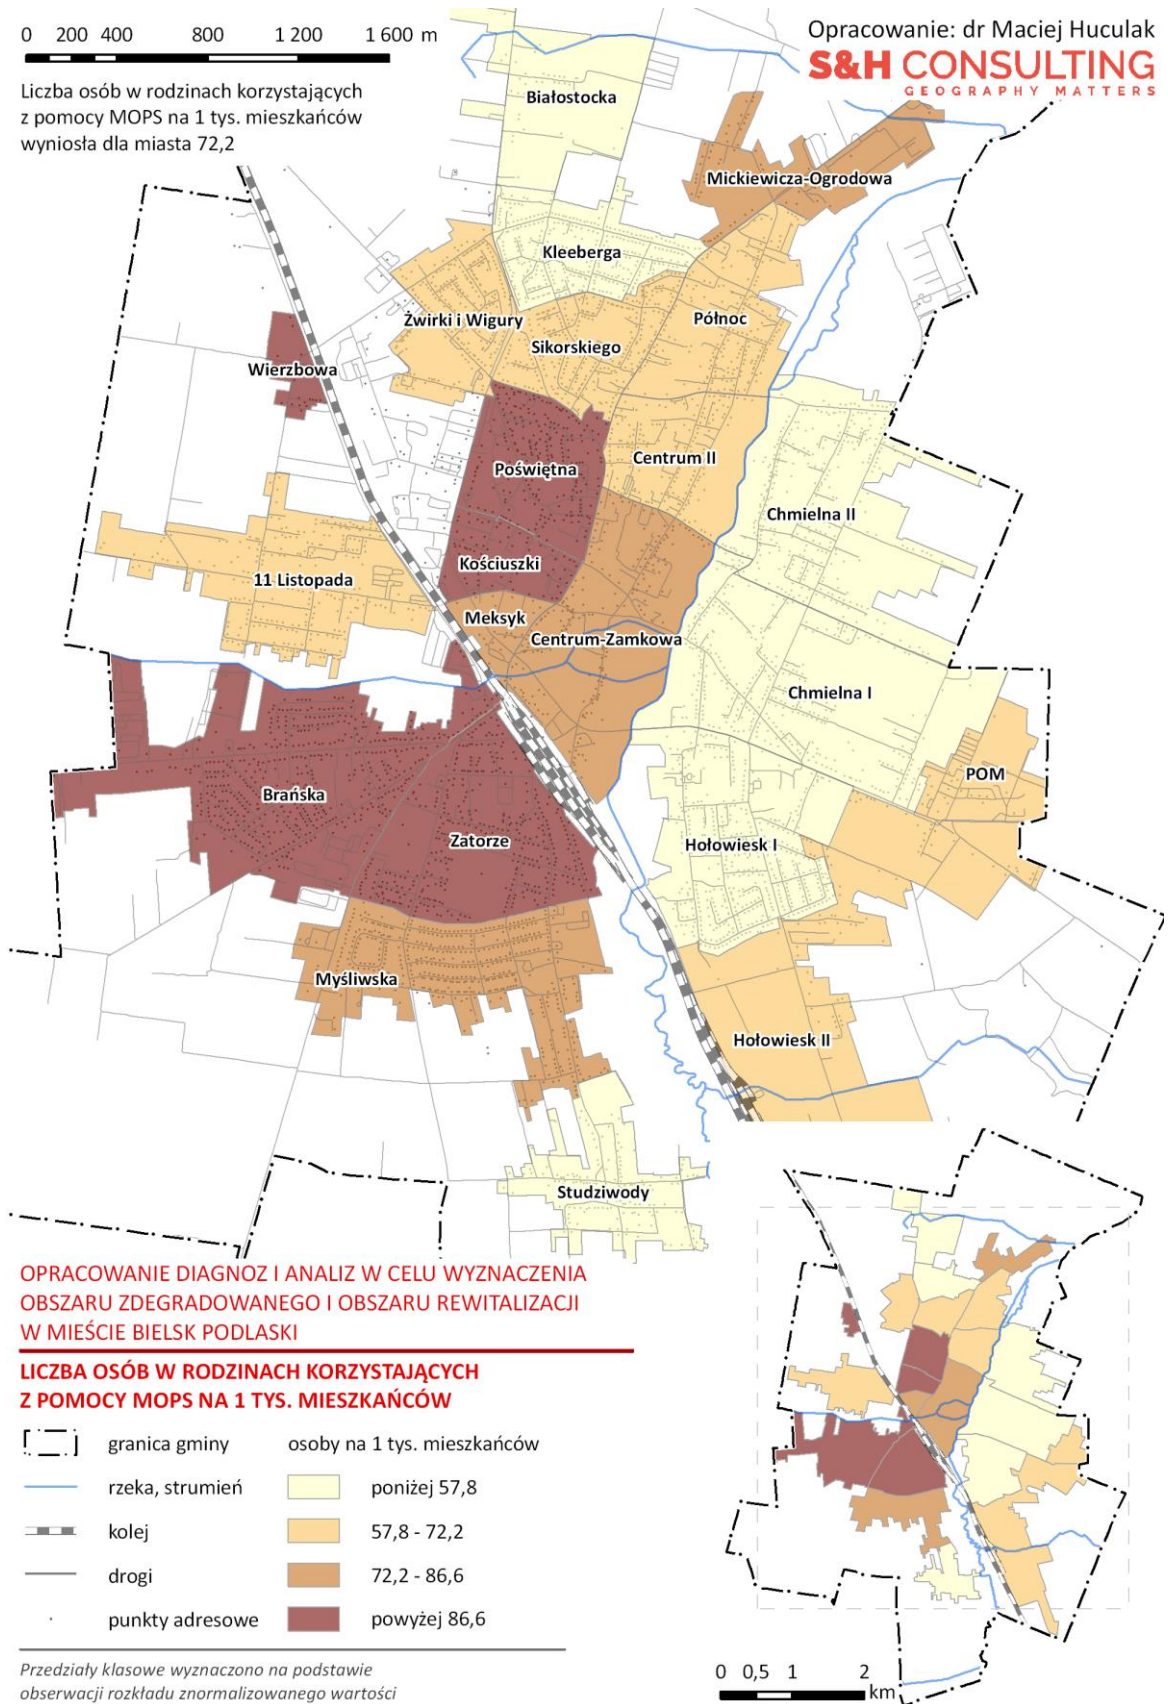 0 200 400 800 1 200 1 600 m
Opracowanie: dr Maciej Huculak
S&H CONSULTING
GEOGRAPHY MATTERS
Liczba osób w rodzinach korzystających
z pomocy MOPS na 1 tys. mieszkańców
wyniosła dla miasta 72,2
Białostocka
Mickiewicza-Ogrodowa
Kleeberga
Żwirki i Wigury
Północ
Sikorskiego
Wierzbowa
Poświętna
Centrum II
Chmielna II
Kościuszki
11 Listopada
Meksyk
Centrum-Zamkowa
Chmielna I
POM
Brańska
Zatorze
Hołowiesk I
Myśliwska
Hołowiesk II
Studziwody
OPRACOWANIE DIAGNOZ I ANALIZ W CELU WYZNACZENIA
OBSZARU ZDEGRADOWANEGO I OBSZARU REWITALIZACJI
W MIEŚCIE BIELSK PODLASKI
LICZBA OSÓB W RODZINACH KORZYSTAJĄCYCH
Z POMOCY MOPS NA 1 TYS. MIESZKAŃCÓW
granica gminy osoby na 1 tys. mieszkańców
rzeka, strumień poniżej 57,8
kolej 57,8 - 72,2
drogi 72,2 - 86,6
punkty adresowe powyżej 86,6
Przedziały klasowe wyznaczono na podstawie
obserwacji rozkładu znormalizowanego wartości
0 0,5 1 2
km